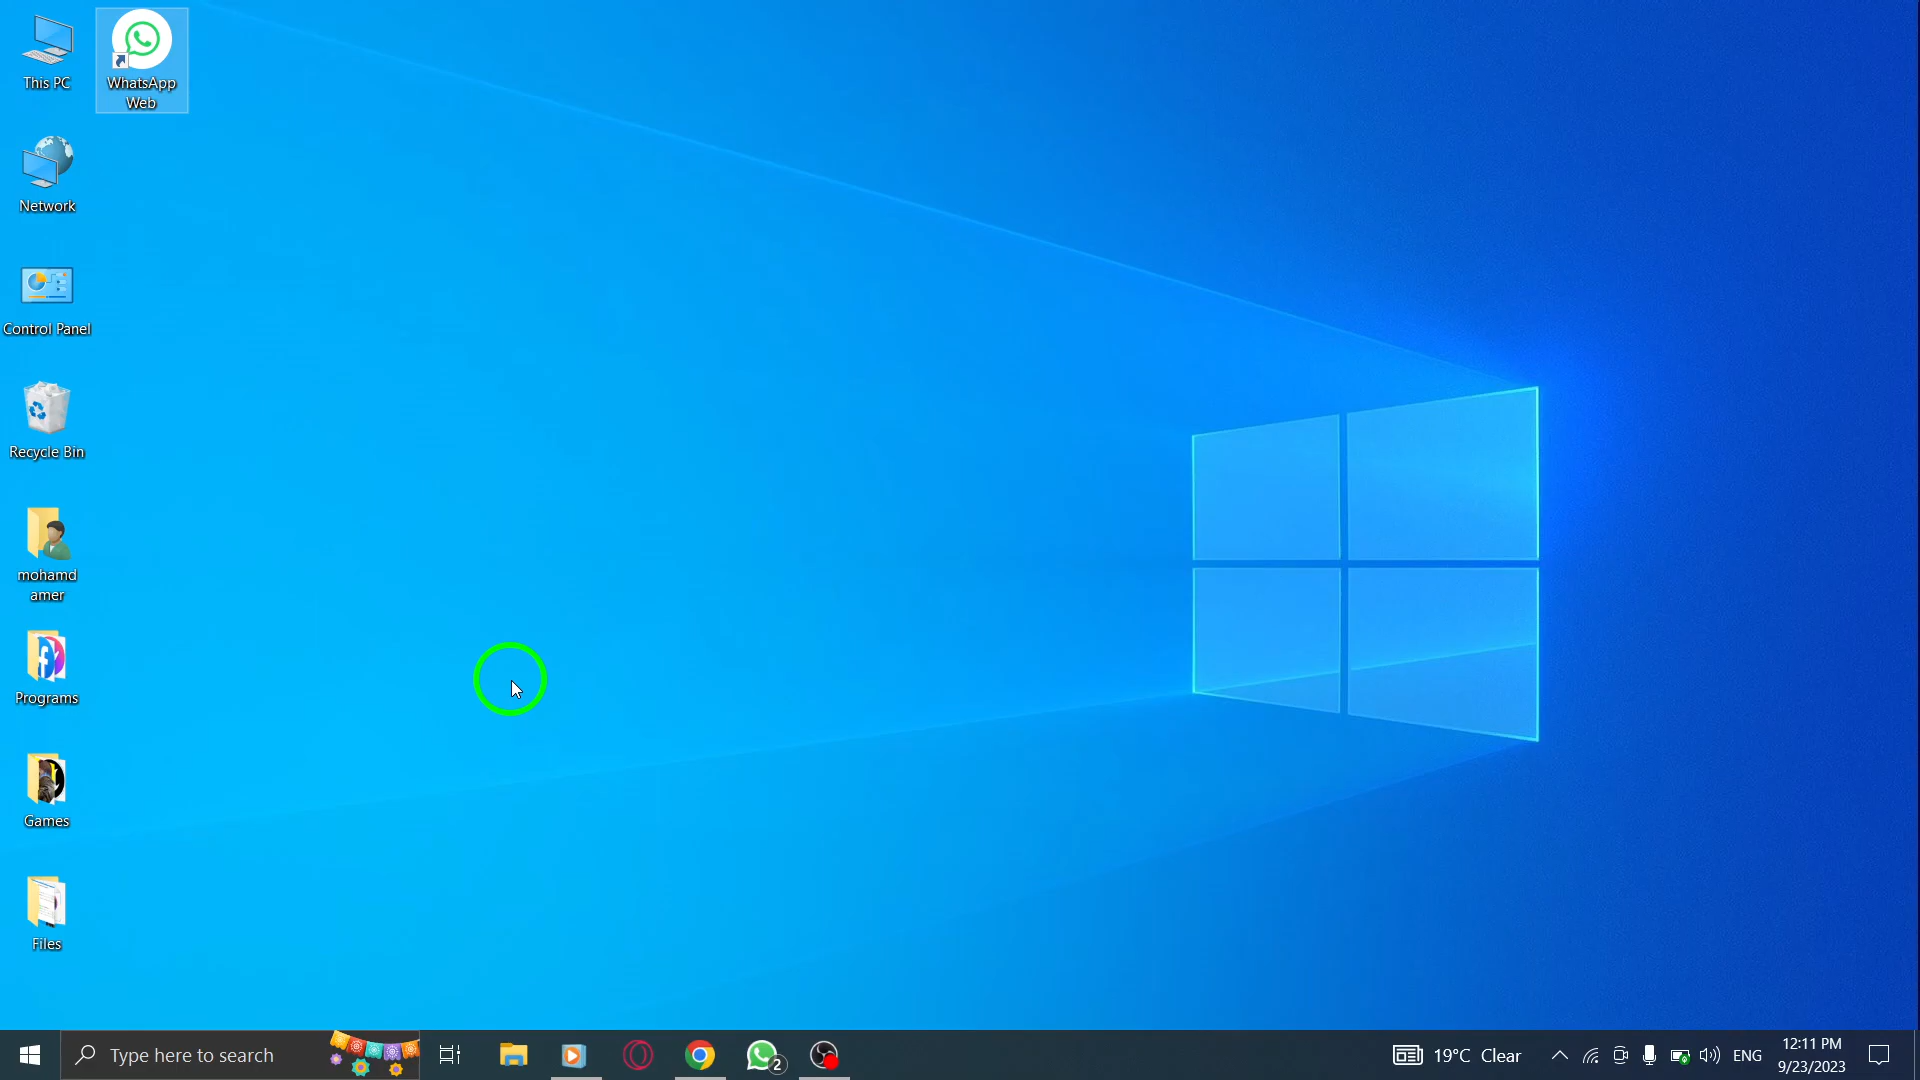 This PC
WhatsApp
Web
Network
Control Panel
Recycle Bin
mohamd
amer
Programs
Games
Files
Type here to search
2
19°C Clear
ENG
12:11 PM
9/23/2023